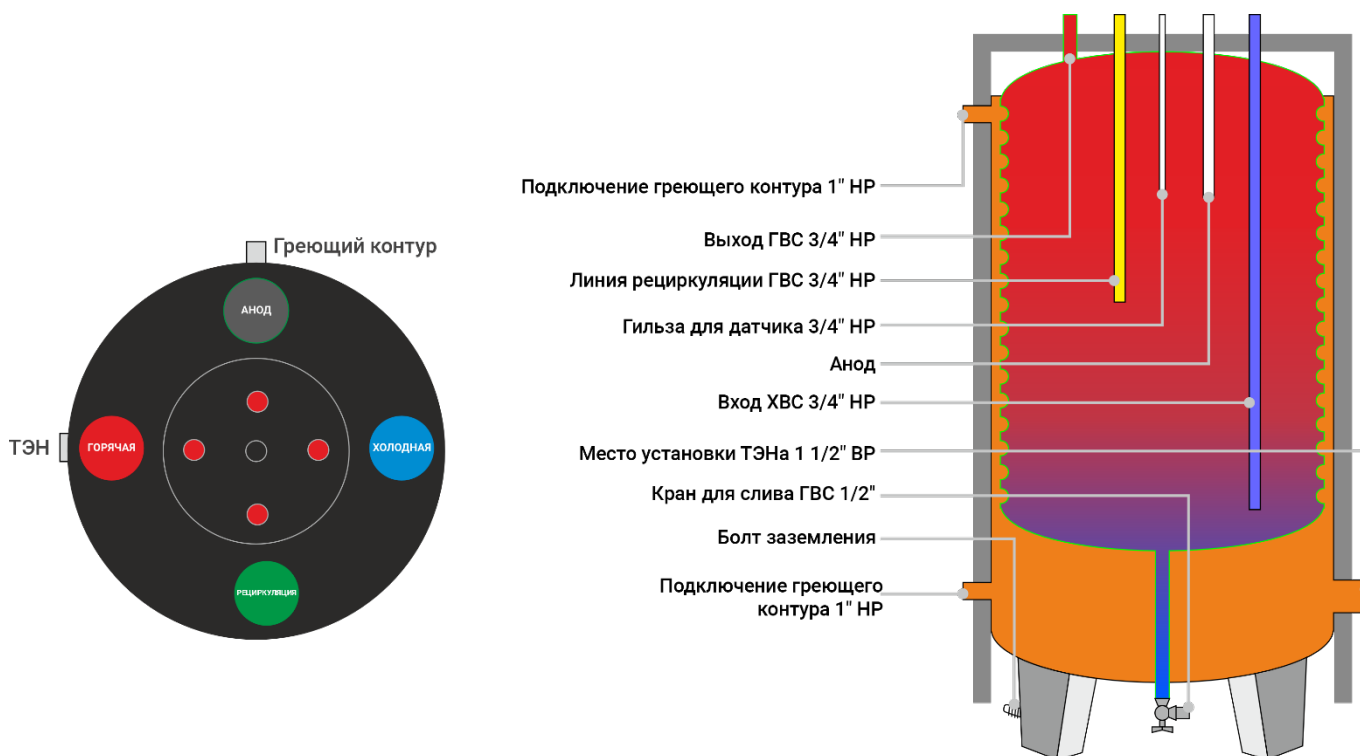 Греющий контур
АНОД
ТЭН
ГОРЯЧАЯ
ХОЛОДНАЯ
РЕЦИРКУЛЯЦИЯ
Подключение греющего контура 1" НР
Выход ГВС 3/4" НР
Линия рециркуляции ГВС 3/4" НР
Гильза для датчика 3/4" НР
Анод
Вход ХВС 3/4" НР
Место установки ТЭНа 1 1/2" ВР
Кран для слива ГВС 1/2"
Болт заземления
Подключение греющего
контура 1" НР